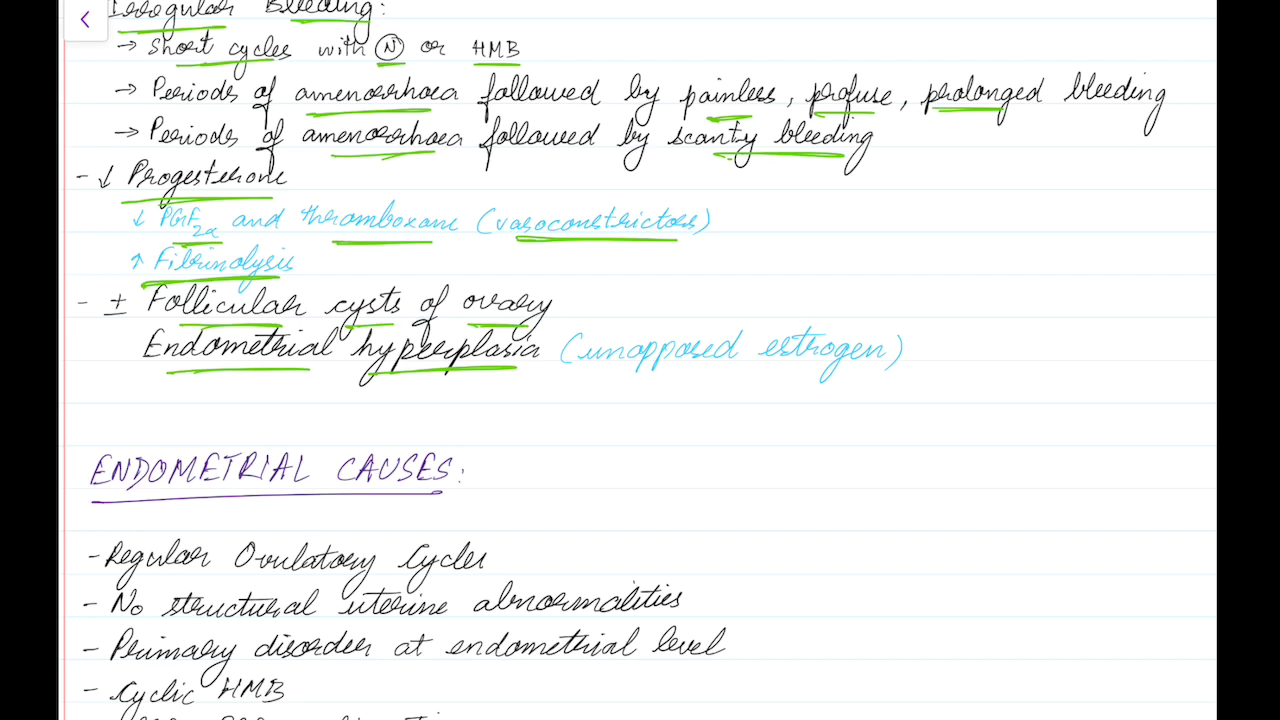 Irregular Bleeding:
→ Short cycles with Ⓝ or HMB
→ Periods of amenorrhoea followed by painless, profuse, prolonged bleeding
→ Periods of amenorrhoea followed by scanty bleeding
- ↓ Progesterone
↓ PGF2α and thromboxane (vasoconstrictors)
↑ Fibrinolysis
- ± Follicular cysts of ovary
Endometrial hyperplasia (unopposed estrogen)
ENDOMETRIAL CAUSES:
- Regular Ovulatory Cycles
- No structural uterine abnormalities
- Primary disorder at endometrial level
- Cyclic HMB